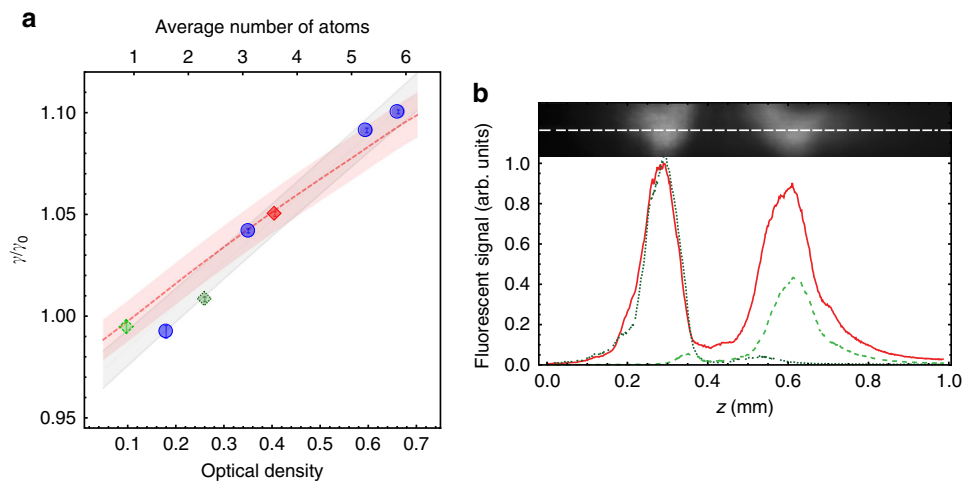 a
Average number of atoms
1 2 3 4 5 6
1.10
1.05
1.00
0.95
γ/γ0
0.1 0.2 0.3 0.4 0.5 0.6 0.7
Optical density
b
1.0
0.8
0.6
0.4
0.2
0.0
Fluorescent signal (arb. units)
0.0 0.2 0.4 0.6 0.8 1.0
z (mm)